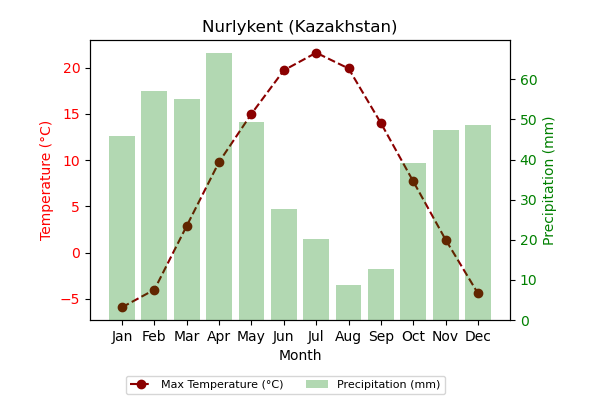 Nurlykent (Kazakhstan)
Temperature (°C)
20
15
10
5
0
−5
60
50
40
30
20
10
0
Precipitation (mm)
Jan Feb Mar Apr May Jun Jul Aug Sep Oct Nov Dec
Month
Max Temperature (°C) Precipitation (mm)